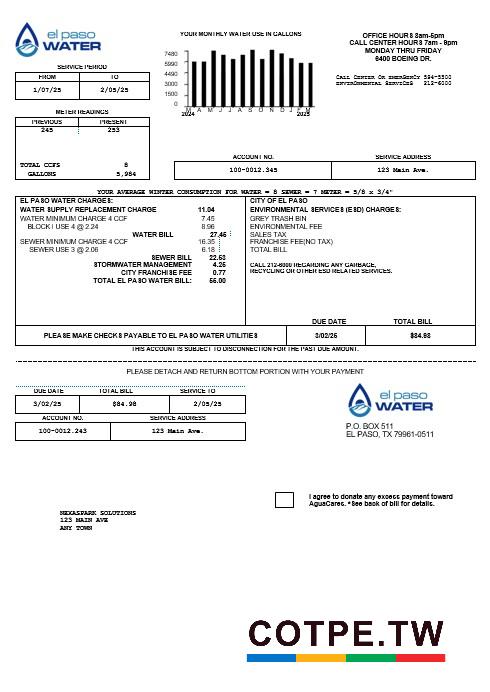 el paso
WATER
YOUR MONTHLY WATER USE IN GALLONS
7480
5990
4490
3000
1500
0
M A M J J A S O N D J F M
2024 2025
OFFICE HOURS 8am-5pm
CALL CENTER HOURS 7am - 9pm
MONDAY THRU FRIDAY
6400 BOEING DR.
CALL CENTER OR EMERGENCY 594-5500
ENVIRONMENTAL SERVICES 212-6000
SERVICE PERIOD
FROM TO
1/07/25 2/05/25
METER READINGS
PREVIOUS PRESENT
245 253
TOTAL CCFS 8
GALLONS 5,984
ACCOUNT NO. SERVICE ADDRESS
100-0012.345 123 Main Ave.
YOUR AVERAGE WINTER CONSUMPTION FOR WATER = 8 SEWER = 7 METER = 5/8 x 3/4"
EL PASO WATER CHARGES:
WATER SUPPLY REPLACEMENT CHARGE 11.04
WATER MINIMUM CHARGE 4 CCF 7.45
BLOCK I USE 4 @ 2.24 8.96
WATER BILL 27.45
SEWER MINIMUM CHARGE 4 CCF 16.35
SEWER USE 3 @ 2.06 6.18
SEWER BILL 22.53
STORMWATER MANAGEMENT 4.25
CITY FRANCHISE FEE 0.77
TOTAL EL PASO WATER BILL: 55.00
CITY OF EL PASO
ENVIRONMENTAL SERVICES (ESD) CHARGES:
GREY TRASH BIN
ENVIRONMENTAL FEE
SALES TAX
FRANCHISE FEE(NO TAX)
TOTAL BILL
CALL 212-6000 REGARDING ANY GARBAGE,
RECYCLING OR OTHER ESD RELATED SERVICES.
DUE DATE TOTAL BILL
PLEASE MAKE CHECKS PAYABLE TO EL PASO WATER UTILITIES 3/02/25 $84.98
THIS ACCOUNT IS SUBJECT TO DISCONNECTION FOR THE PAST DUE AMOUNT.
PLEASE DETACH AND RETURN BOTTOM PORTION WITH YOUR PAYMENT
DUE DATE TOTAL BILL SERVICE TO
3/02/25 $84.98 2/05/25
ACCOUNT NO. SERVICE ADDRESS
100-0012.243 123 Main Ave.
el paso
WATER
P.O. BOX 511
EL PASO, TX 79961-0511
I agree to donate any excess payment toward
AguaCares. *See back of bill for details.
NEXASPARK SOLUTIONS
123 MAIN AVE
ANY TOWN
COTPE.TW